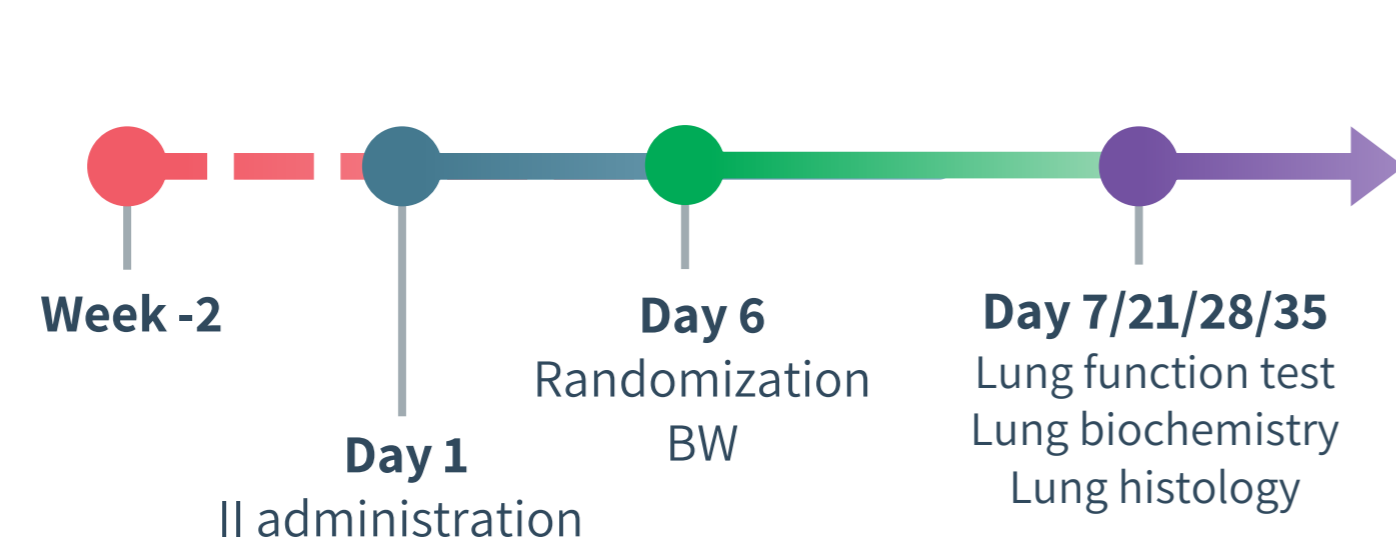 Week -2
Day 1
II administration
Day 6
Randomization
BW
Day 7/21/28/35
Lung function test
Lung biochemistry
Lung histology